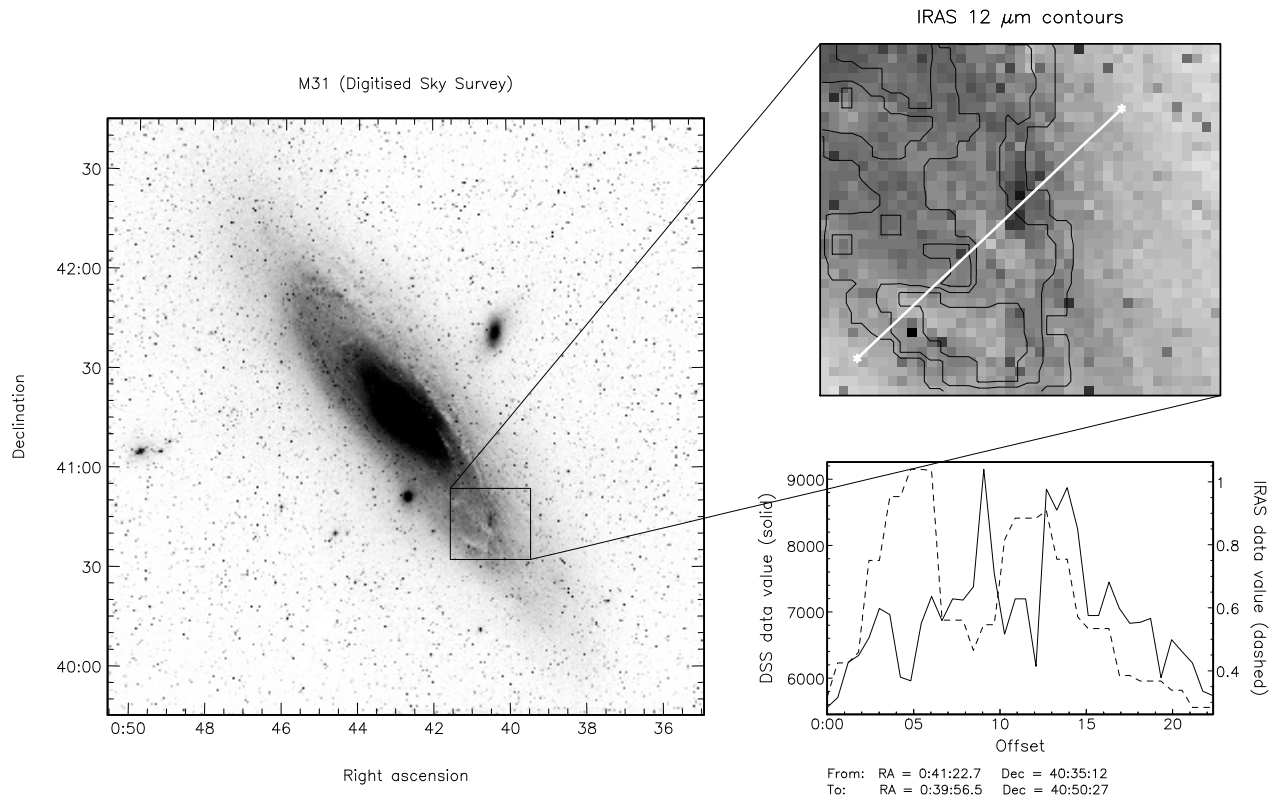 IRAS 12 μm contours
M31 (Digitised Sky Survey)
30
42:00
30
41:00
30
40:00
Declination
0:50 48 46 44 42 40 38 36
Right ascension
9000
8000
7000
6000
DSS data value (solid)
1
0.8
0.6
0.4
IRAS data value (dashed)
0:00 05 10 15 20
Offset
From: RA = 0:41:22.7 Dec = 40:35:12
To: RA = 0:39:56.5 Dec = 40:50:27